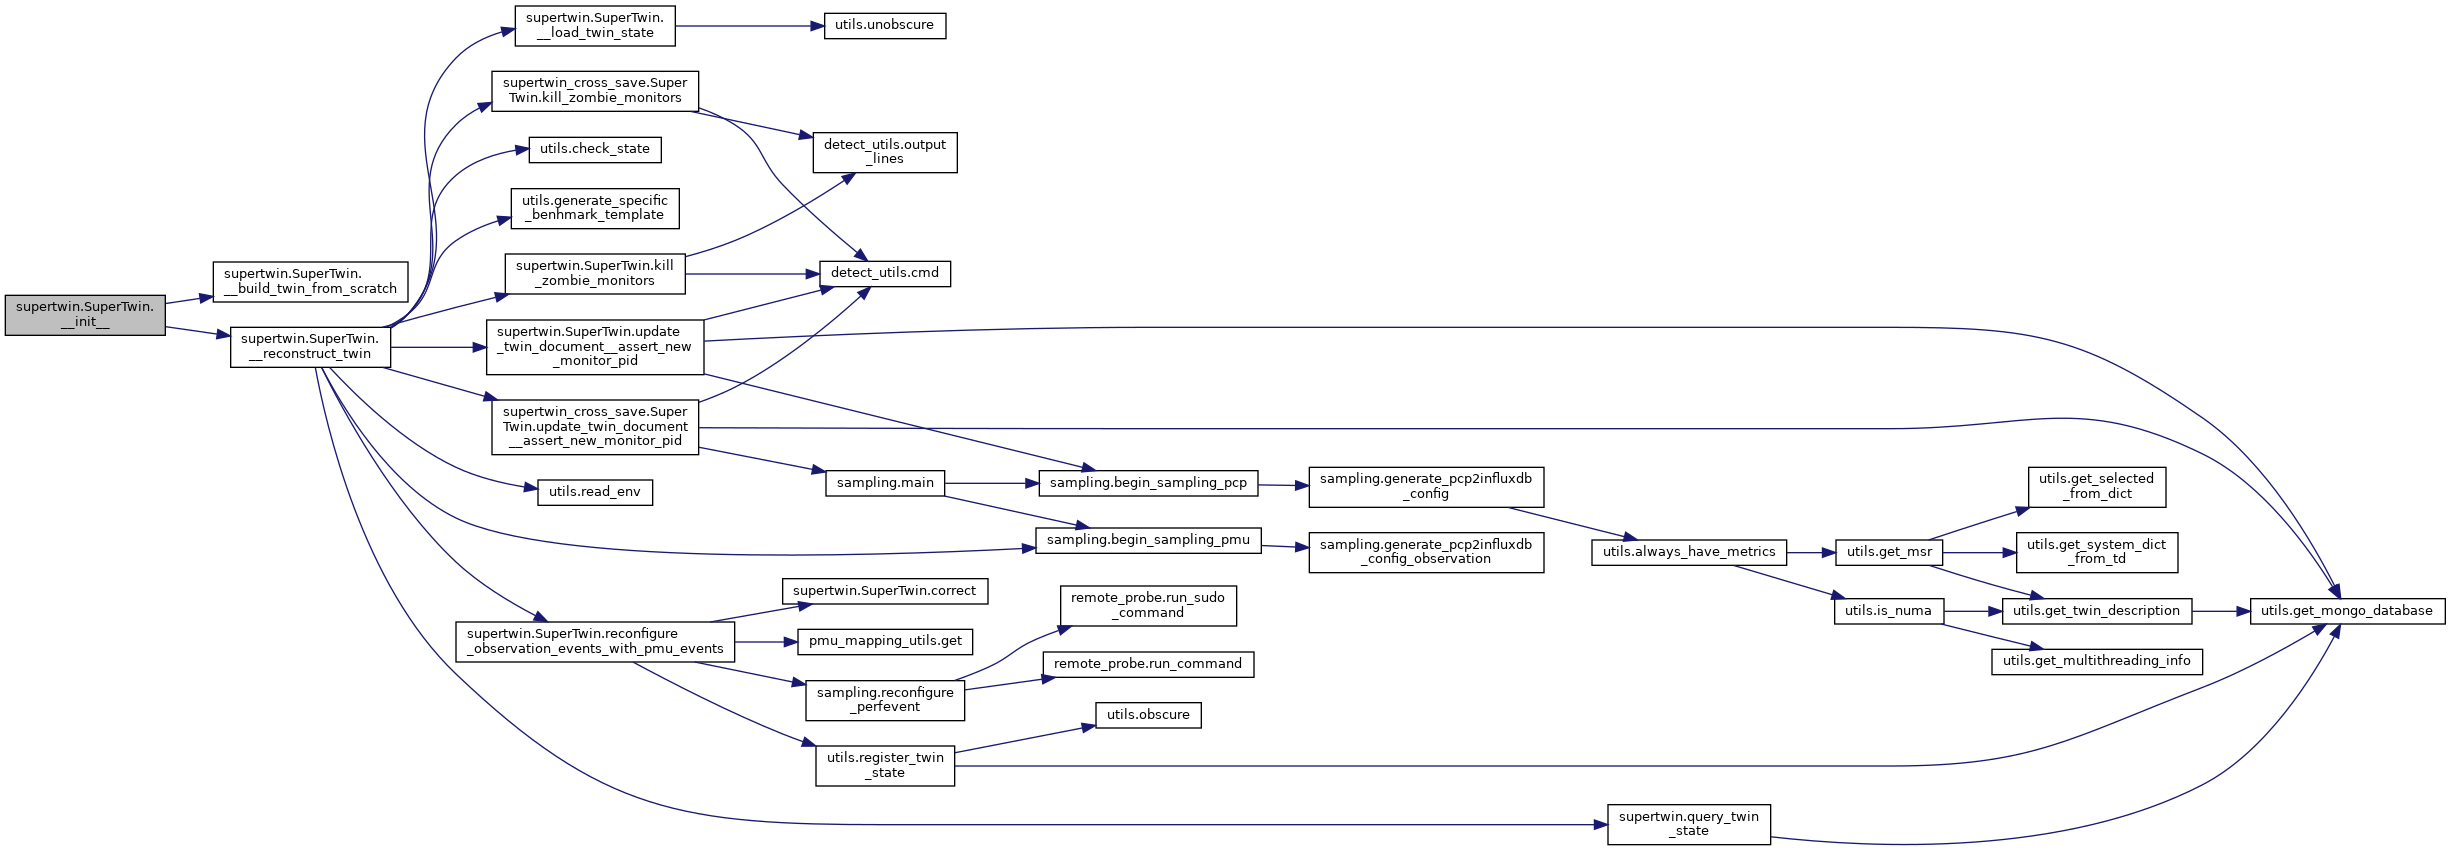 supertwin.SuperTwin.
__init__
supertwin.SuperTwin.
__build_twin_from_scratch
supertwin.SuperTwin.
__reconstruct_twin
supertwin.SuperTwin.
__load_twin_state
utils.unobscure
supertwin_cross_save.Super
Twin.kill_zombie_monitors
utils.check_state
utils.generate_specific
_benhmark_template
supertwin.SuperTwin.kill
_zombie_monitors
supertwin.SuperTwin.update
_twin_document__assert_new
_monitor_pid
supertwin_cross_save.Super
Twin.update_twin_document
__assert_new_monitor_pid
utils.read_env
supertwin.SuperTwin.reconfigure
_observation_events_with_pmu_events
detect_utils.output
_lines
detect_utils.cmd
sampling.main
sampling.begin_sampling_pcp
sampling.begin_sampling_pmu
sampling.generate_pcp2influxdb
_config
sampling.generate_pcp2influxdb
_config_observation
supertwin.SuperTwin.correct
pmu_mapping_utils.get
sampling.reconfigure
_perfevent
utils.register_twin
_state
remote_probe.run_sudo
_command
remote_probe.run_command
utils.obscure
utils.always_have_metrics
utils.get_msr
utils.is_numa
utils.get_selected
_from_dict
utils.get_system_dict
_from_td
utils.get_twin_description
utils.get_multithreading_info
utils.get_mongo_database
supertwin.query_twin
_state